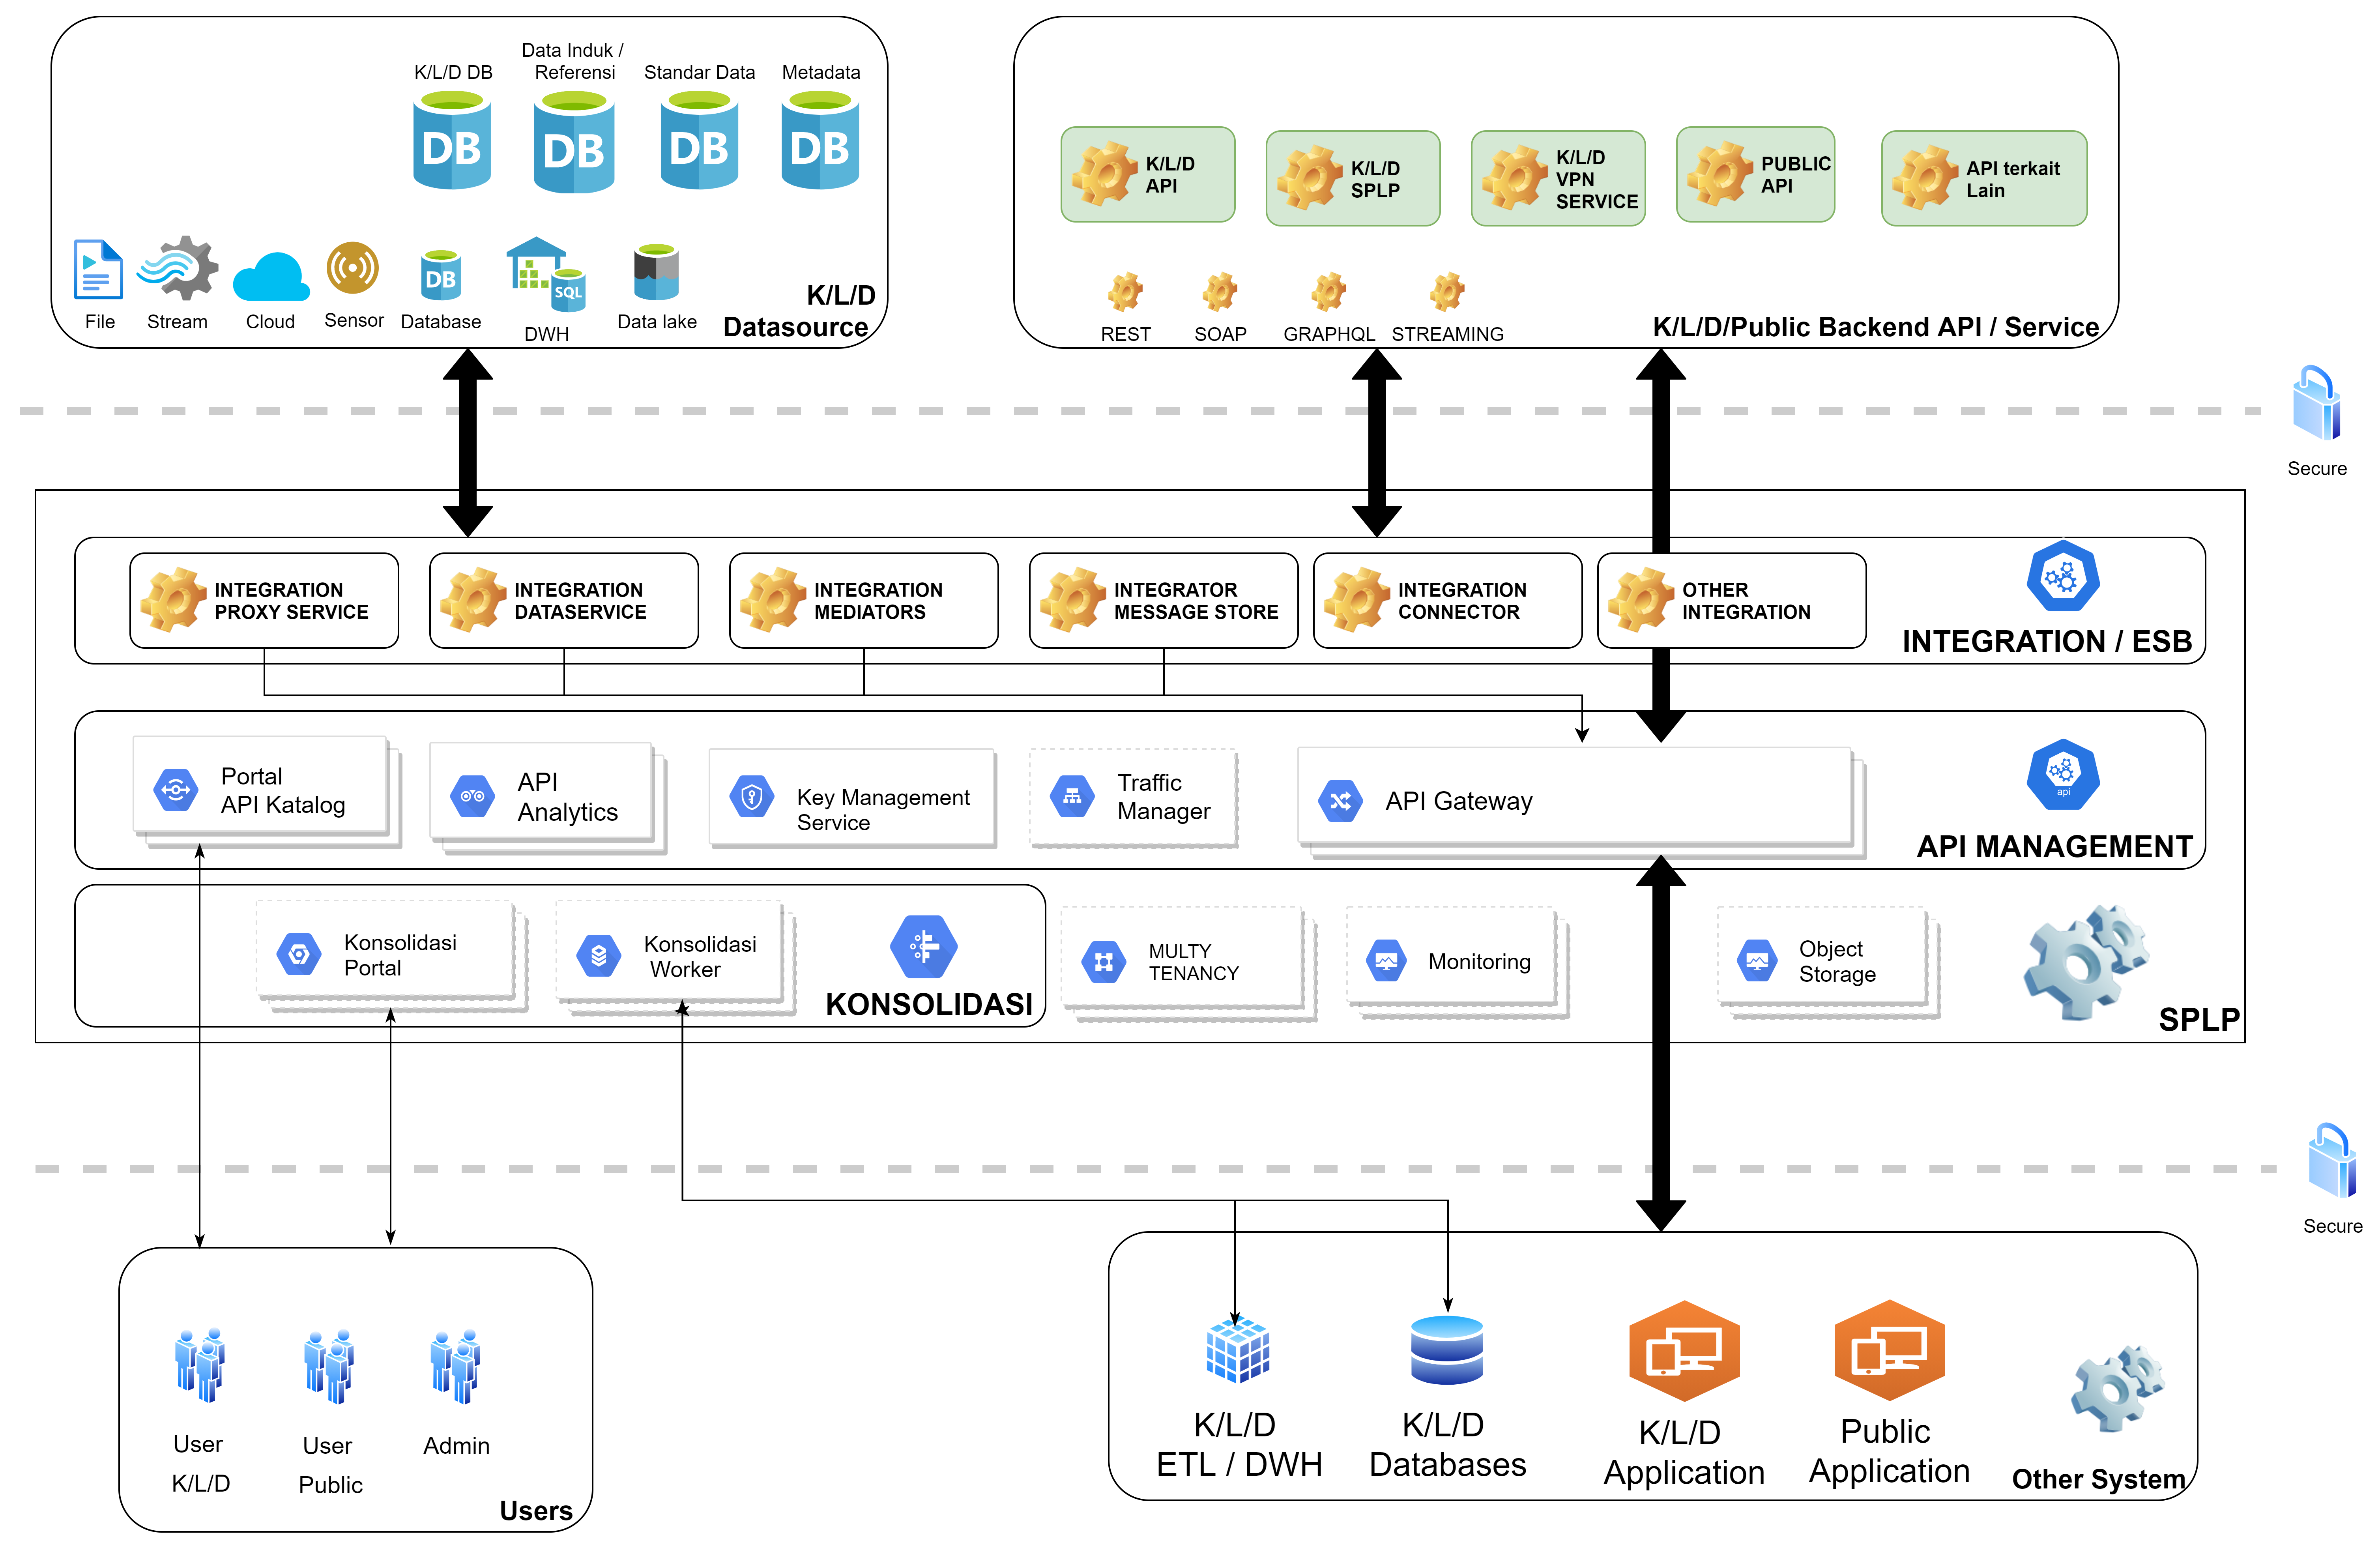 K/L/D DB
Data Induk /
Referensi
Standar Data
Metadata
DB
DB
DB
DB
DB
SQL
File
Stream
Cloud
Sensor
Database
DWH
Data lake
K/L/D
Datasource
K/L/D
API
K/L/D
SPLP
K/L/D
VPN
SERVICE
PUBLIC
API
API terkait
Lain
REST
SOAP
GRAPHQL
STREAMING
K/L/D/Public Backend API / Service
Secure
INTEGRATION
PROXY SERVICE
INTEGRATION
DATASERVICE
INTEGRATION
MEDIATORS
INTEGRATOR
MESSAGE STORE
INTEGRATION
CONNECTOR
OTHER
INTEGRATION
INTEGRATION / ESB
Portal
API Katalog
API
Analytics
Key Management
Service
Traffic
Manager
API Gateway
api
API MANAGEMENT
Konsolidasi
Portal
Konsolidasi
Worker
KONSOLIDASI
MULTY
TENANCY
Monitoring
Object
Storage
SPLP
Secure
User
K/L/D
User
Public
Admin
Users
K/L/D
ETL / DWH
K/L/D
Databases
K/L/D
Application
Public
Application
Other System